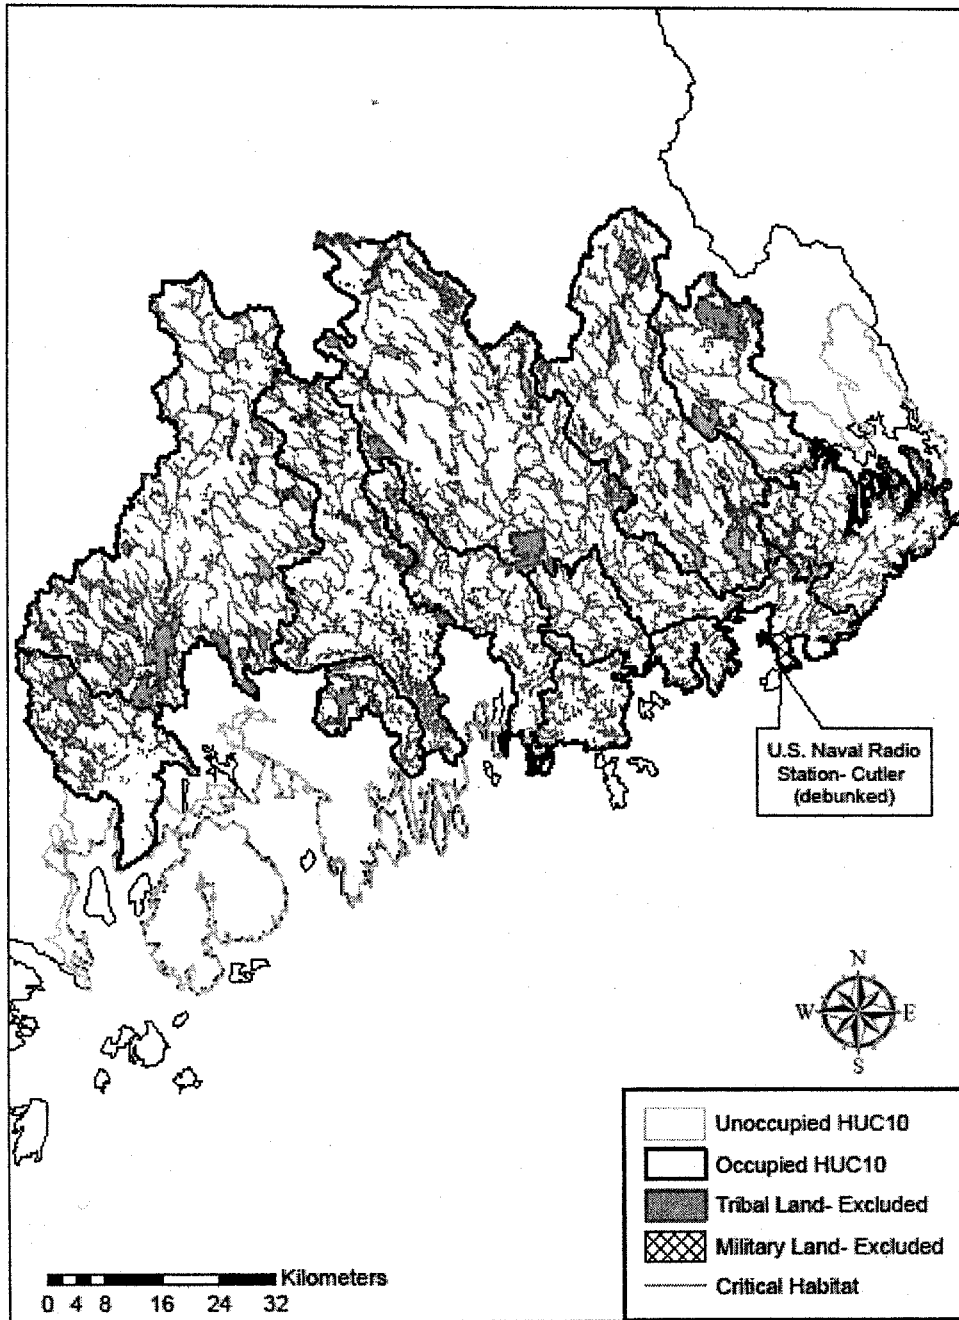 U.S. Naval Radio
Station- Cutler
(debunked)
N
W E
S
Unoccupied HUC10
Occupied HUC10
Tribal Land- Excluded
Military Land- Excluded
Critical Habitat
Kilometers
0 4 8 16 24 32